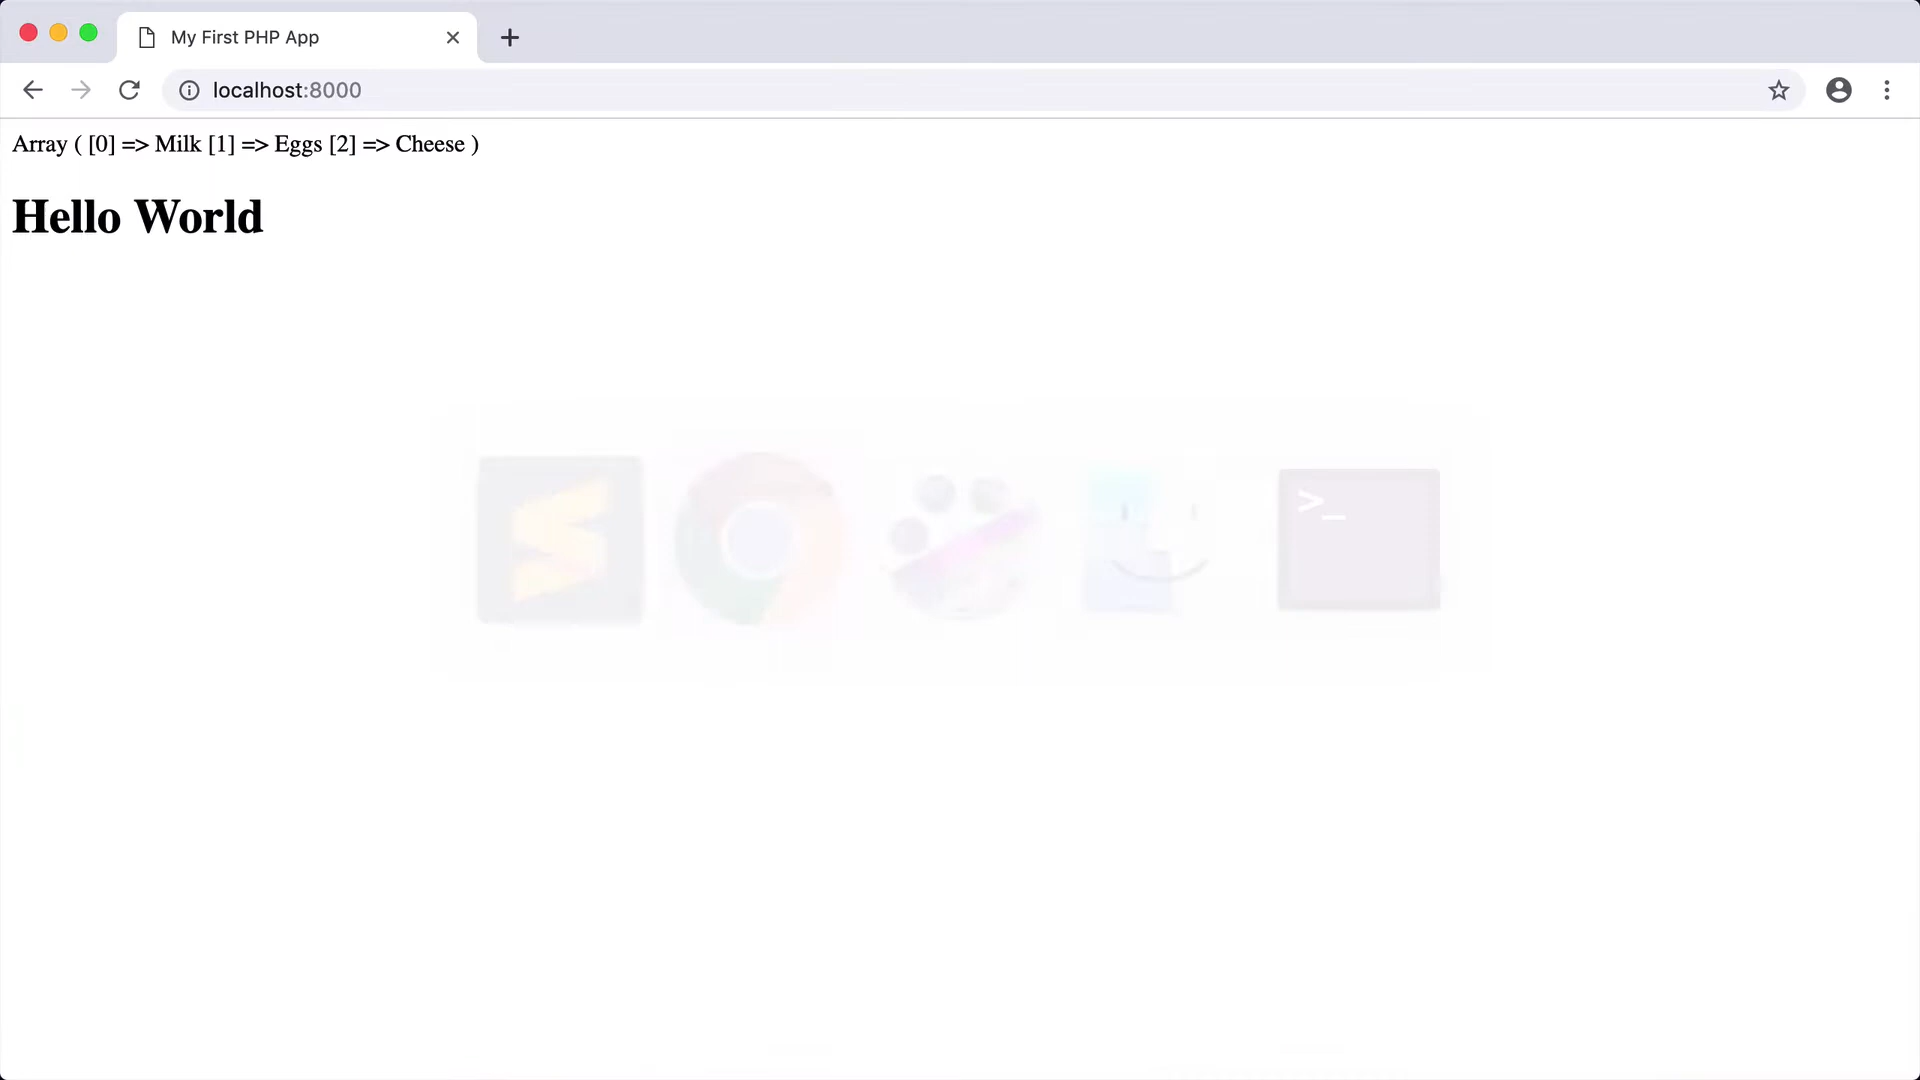 My First PHP App
localhost:8000
Array ( [0] => Milk [1] => Eggs [2] => Cheese )
Hello World
>_